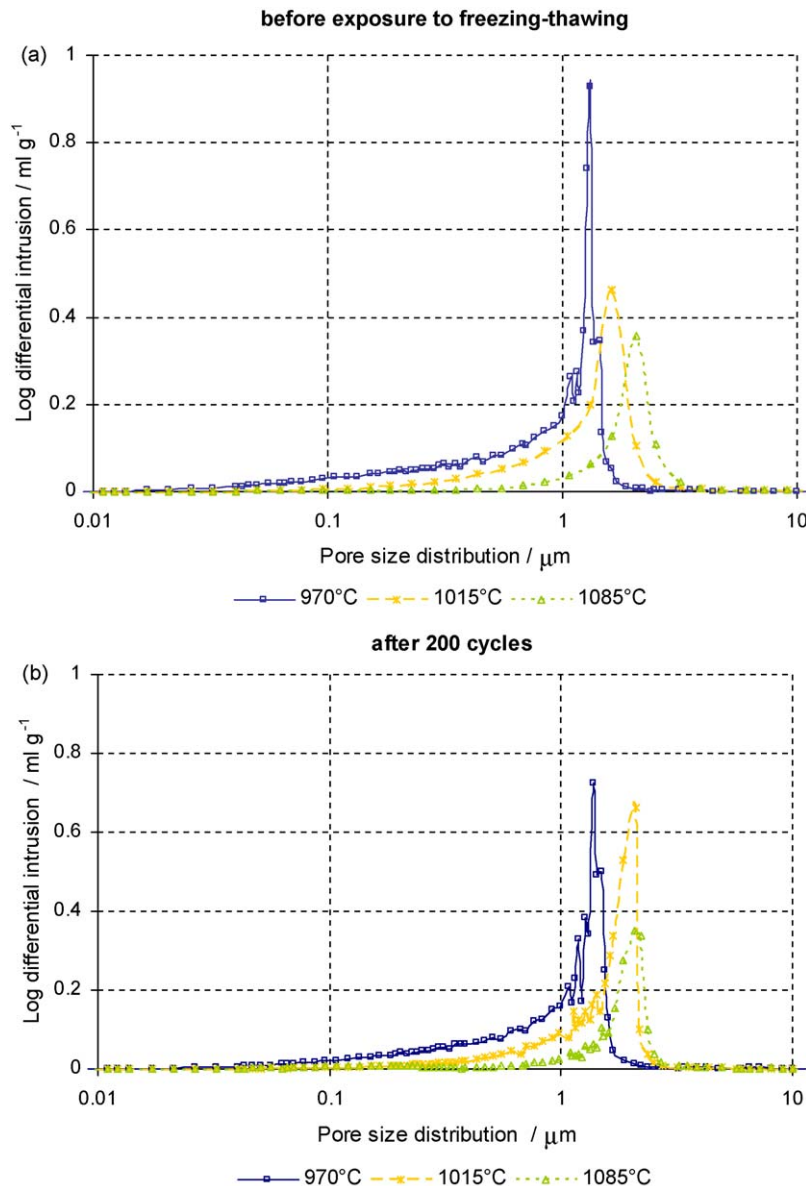 before exposure to freezing-thawing
(a)
1
0.8
0.6
0.4
0.2
0
Log differential intrusion / ml g⁻¹
0.01 0.1 1 10
Pore size distribution / μm
970°C 1015°C 1085°C
after 200 cycles
(b)
1
0.8
0.6
0.4
0.2
0
Log differential intrusion / ml g⁻¹
0.01 0.1 1 10
Pore size distribution / μm
970°C 1015°C 1085°C